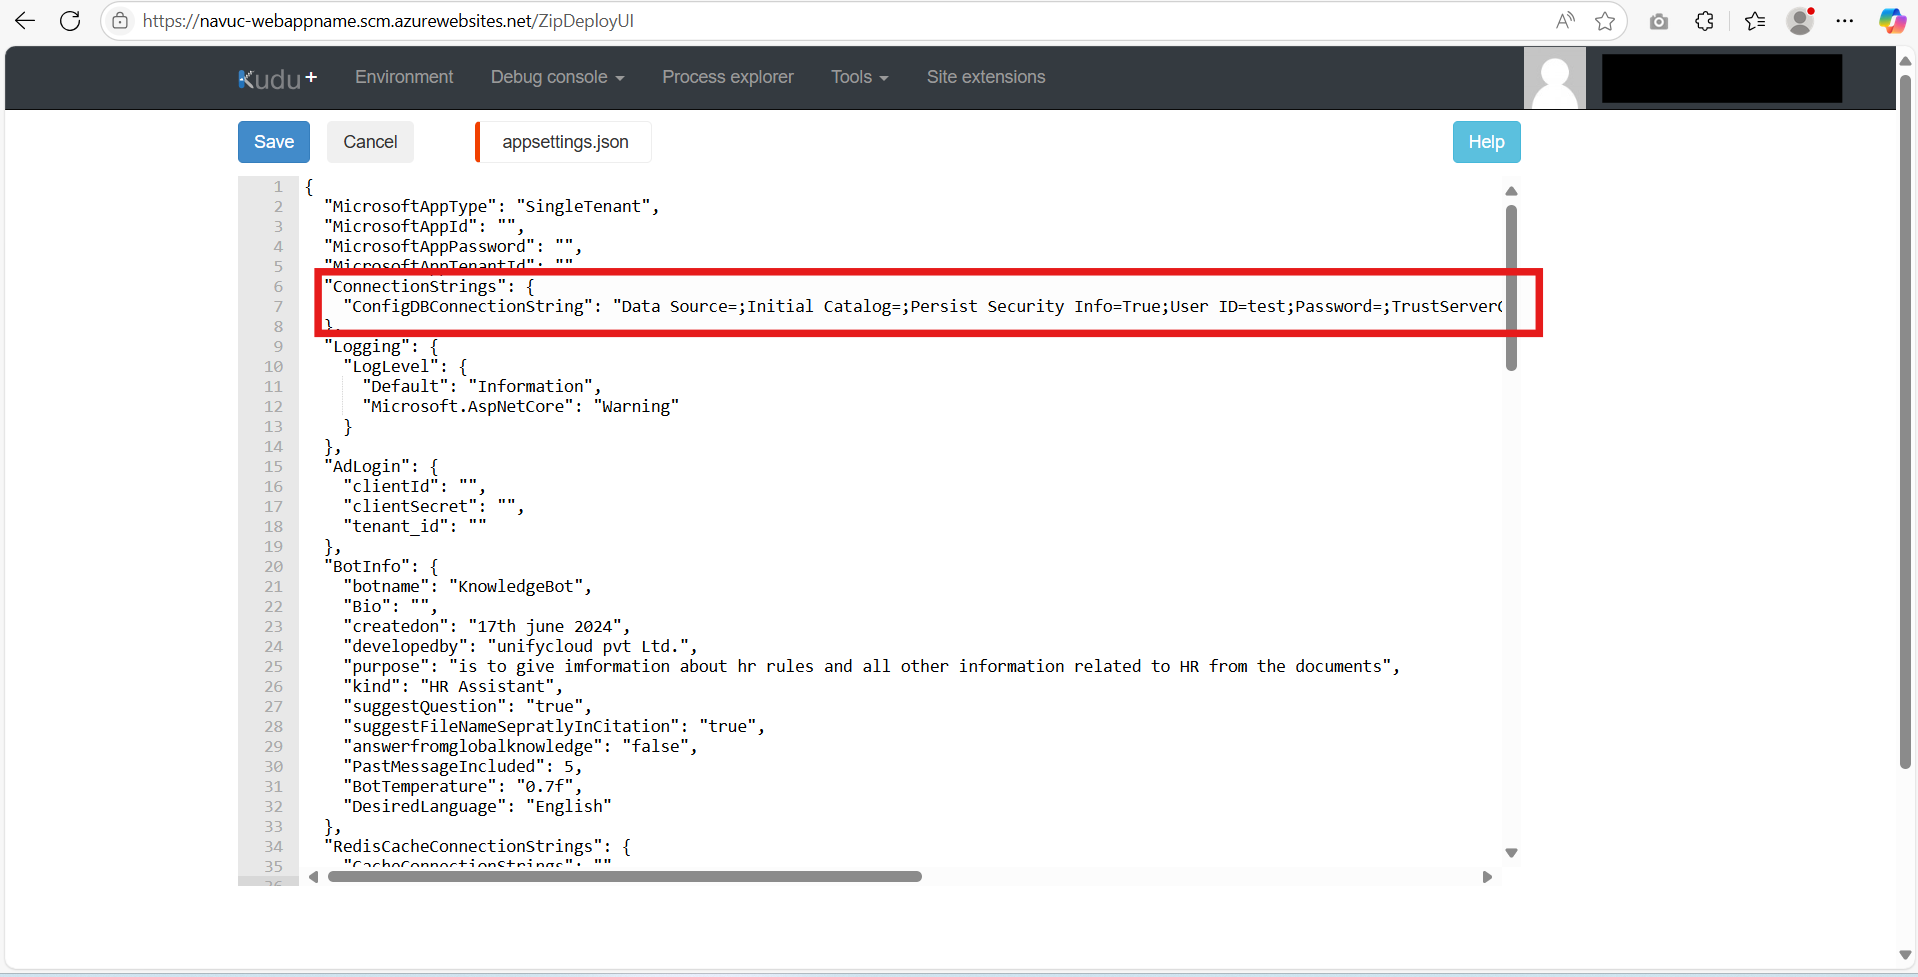 https://navuc-webappname.scm.azurewebsites.net/ZipDeployUI
Kudu+ Environment Debug console Process explorer Tools Site extensions
Save Cancel appsettings.json Help
1 {
2 "MicrosoftAppType": "SingleTenant",
3 "MicrosoftAppId": "",
4 "MicrosoftAppPassword": "",
5 "MicrosoftAppTenantId": ""
6 "ConnectionStrings": {
7 "ConfigDBConnectionString": "Data Source=;Initial Catalog=;Persist Security Info=True;User ID=test;Password=;TrustServerC
8 },
9 "Logging": {
10 "LogLevel": {
11 "Default": "Information",
12 "Microsoft.AspNetCore": "Warning"
13 }
14 },
15 "AdLogin": {
16 "clientId": "",
17 "clientSecret": "",
18 "tenant_id": ""
19 },
20 "BotInfo": {
21 "botname": "KnowledgeBot",
22 "Bio": "",
23 "createdon": "17th june 2024",
24 "developedby": "unifycloud pvt Ltd.",
25 "purpose": "is to give imformation about hr rules and all other information related to HR from the documents",
26 "kind": "HR Assistant",
27 "suggestQuestion": "true",
28 "suggestFileNameSepratlyInCitation": "true",
29 "answerfromglobalknowledge": "false",
30 "PastMessageIncluded": 5,
31 "BotTemperature": "0.7f",
32 "DesiredLanguage": "English"
33 },
34 "RedisCacheConnectionStrings": {
35 "CacheConnectionStrings": ""
36